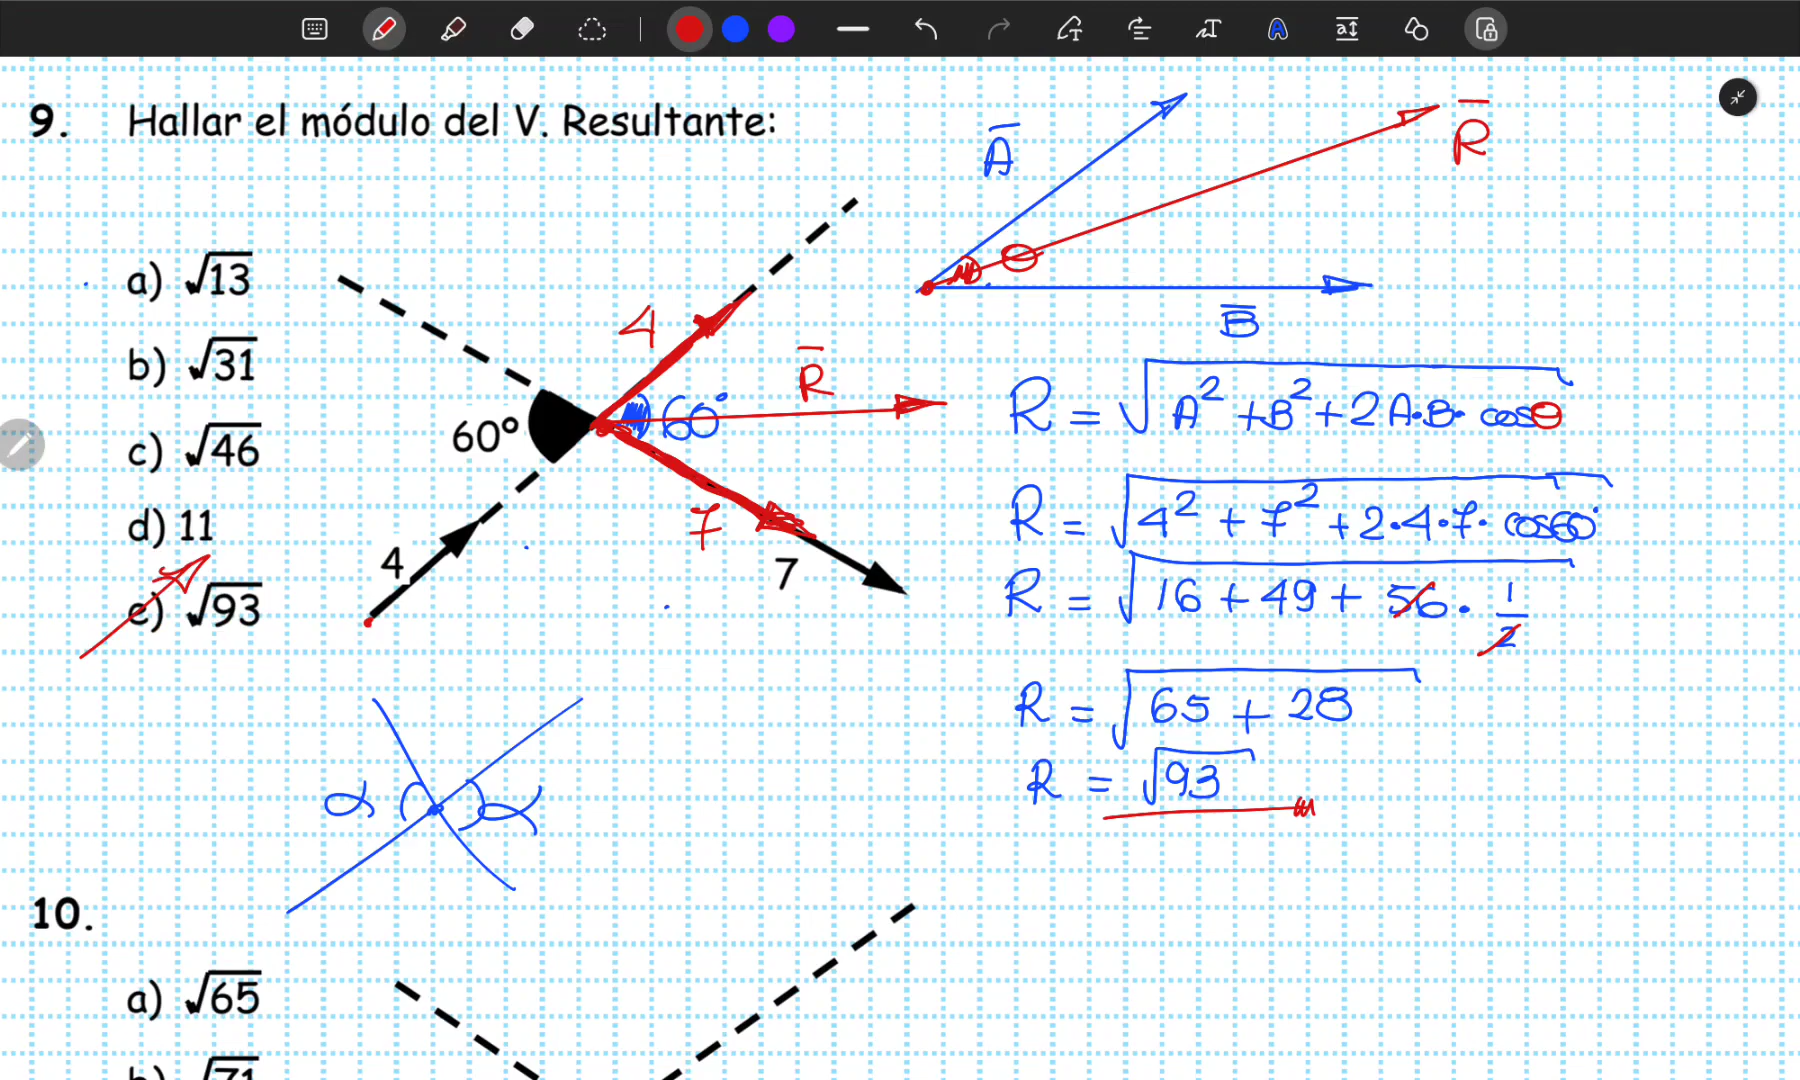 9. Hallar el módulo del V. Resultante:
a) √13
b) √31
c) √46
d) 11
e) √93
60°
4
7
4
7
60°
R̅
A̅
R̅
θ
B̅
R = √A² + B² + 2A·B·cosθ
R = √4² + 7² + 2·4·7·cos60°
R = √16 + 49 + 56 · 1/2
R = √65 + 28
R = √93
α
α
10.
a) √65
b) √71